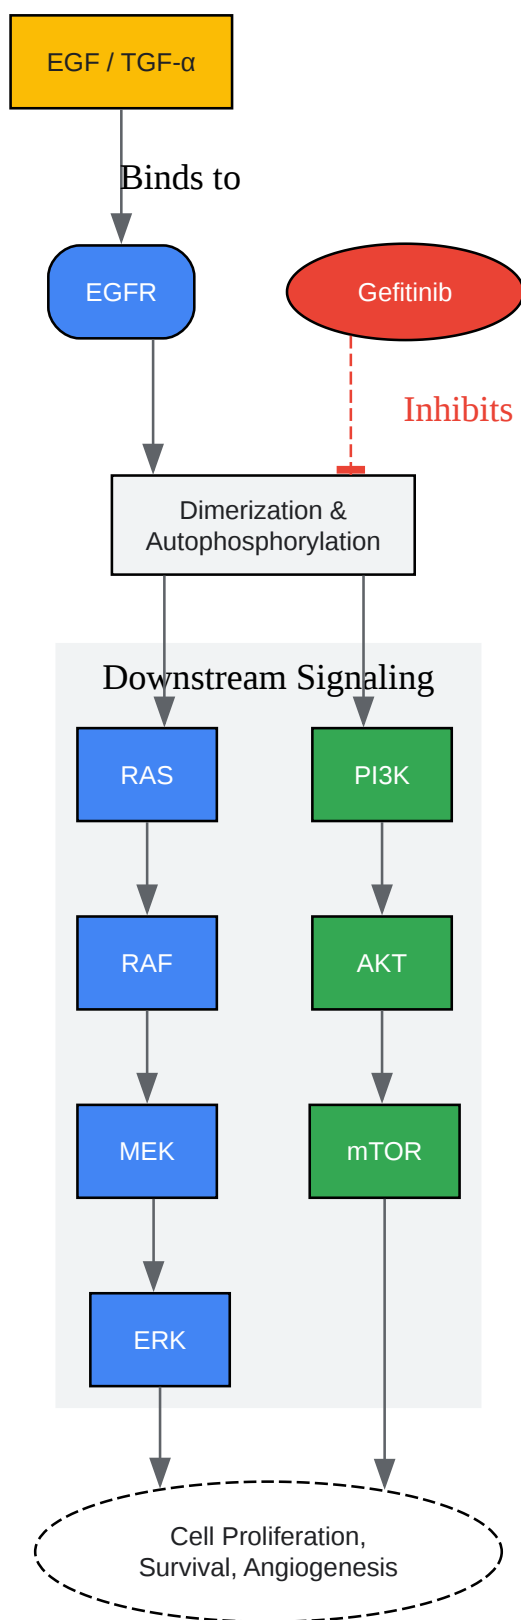 EGF / TGF-α
Binds to
EGFR
Gefitinib
Inhibits
Dimerization &
Autophosphorylation
Downstream Signaling
RAS
PI3K
RAF
AKT
MEK
mTOR
ERK
Cell Proliferation,
Survival, Angiogenesis